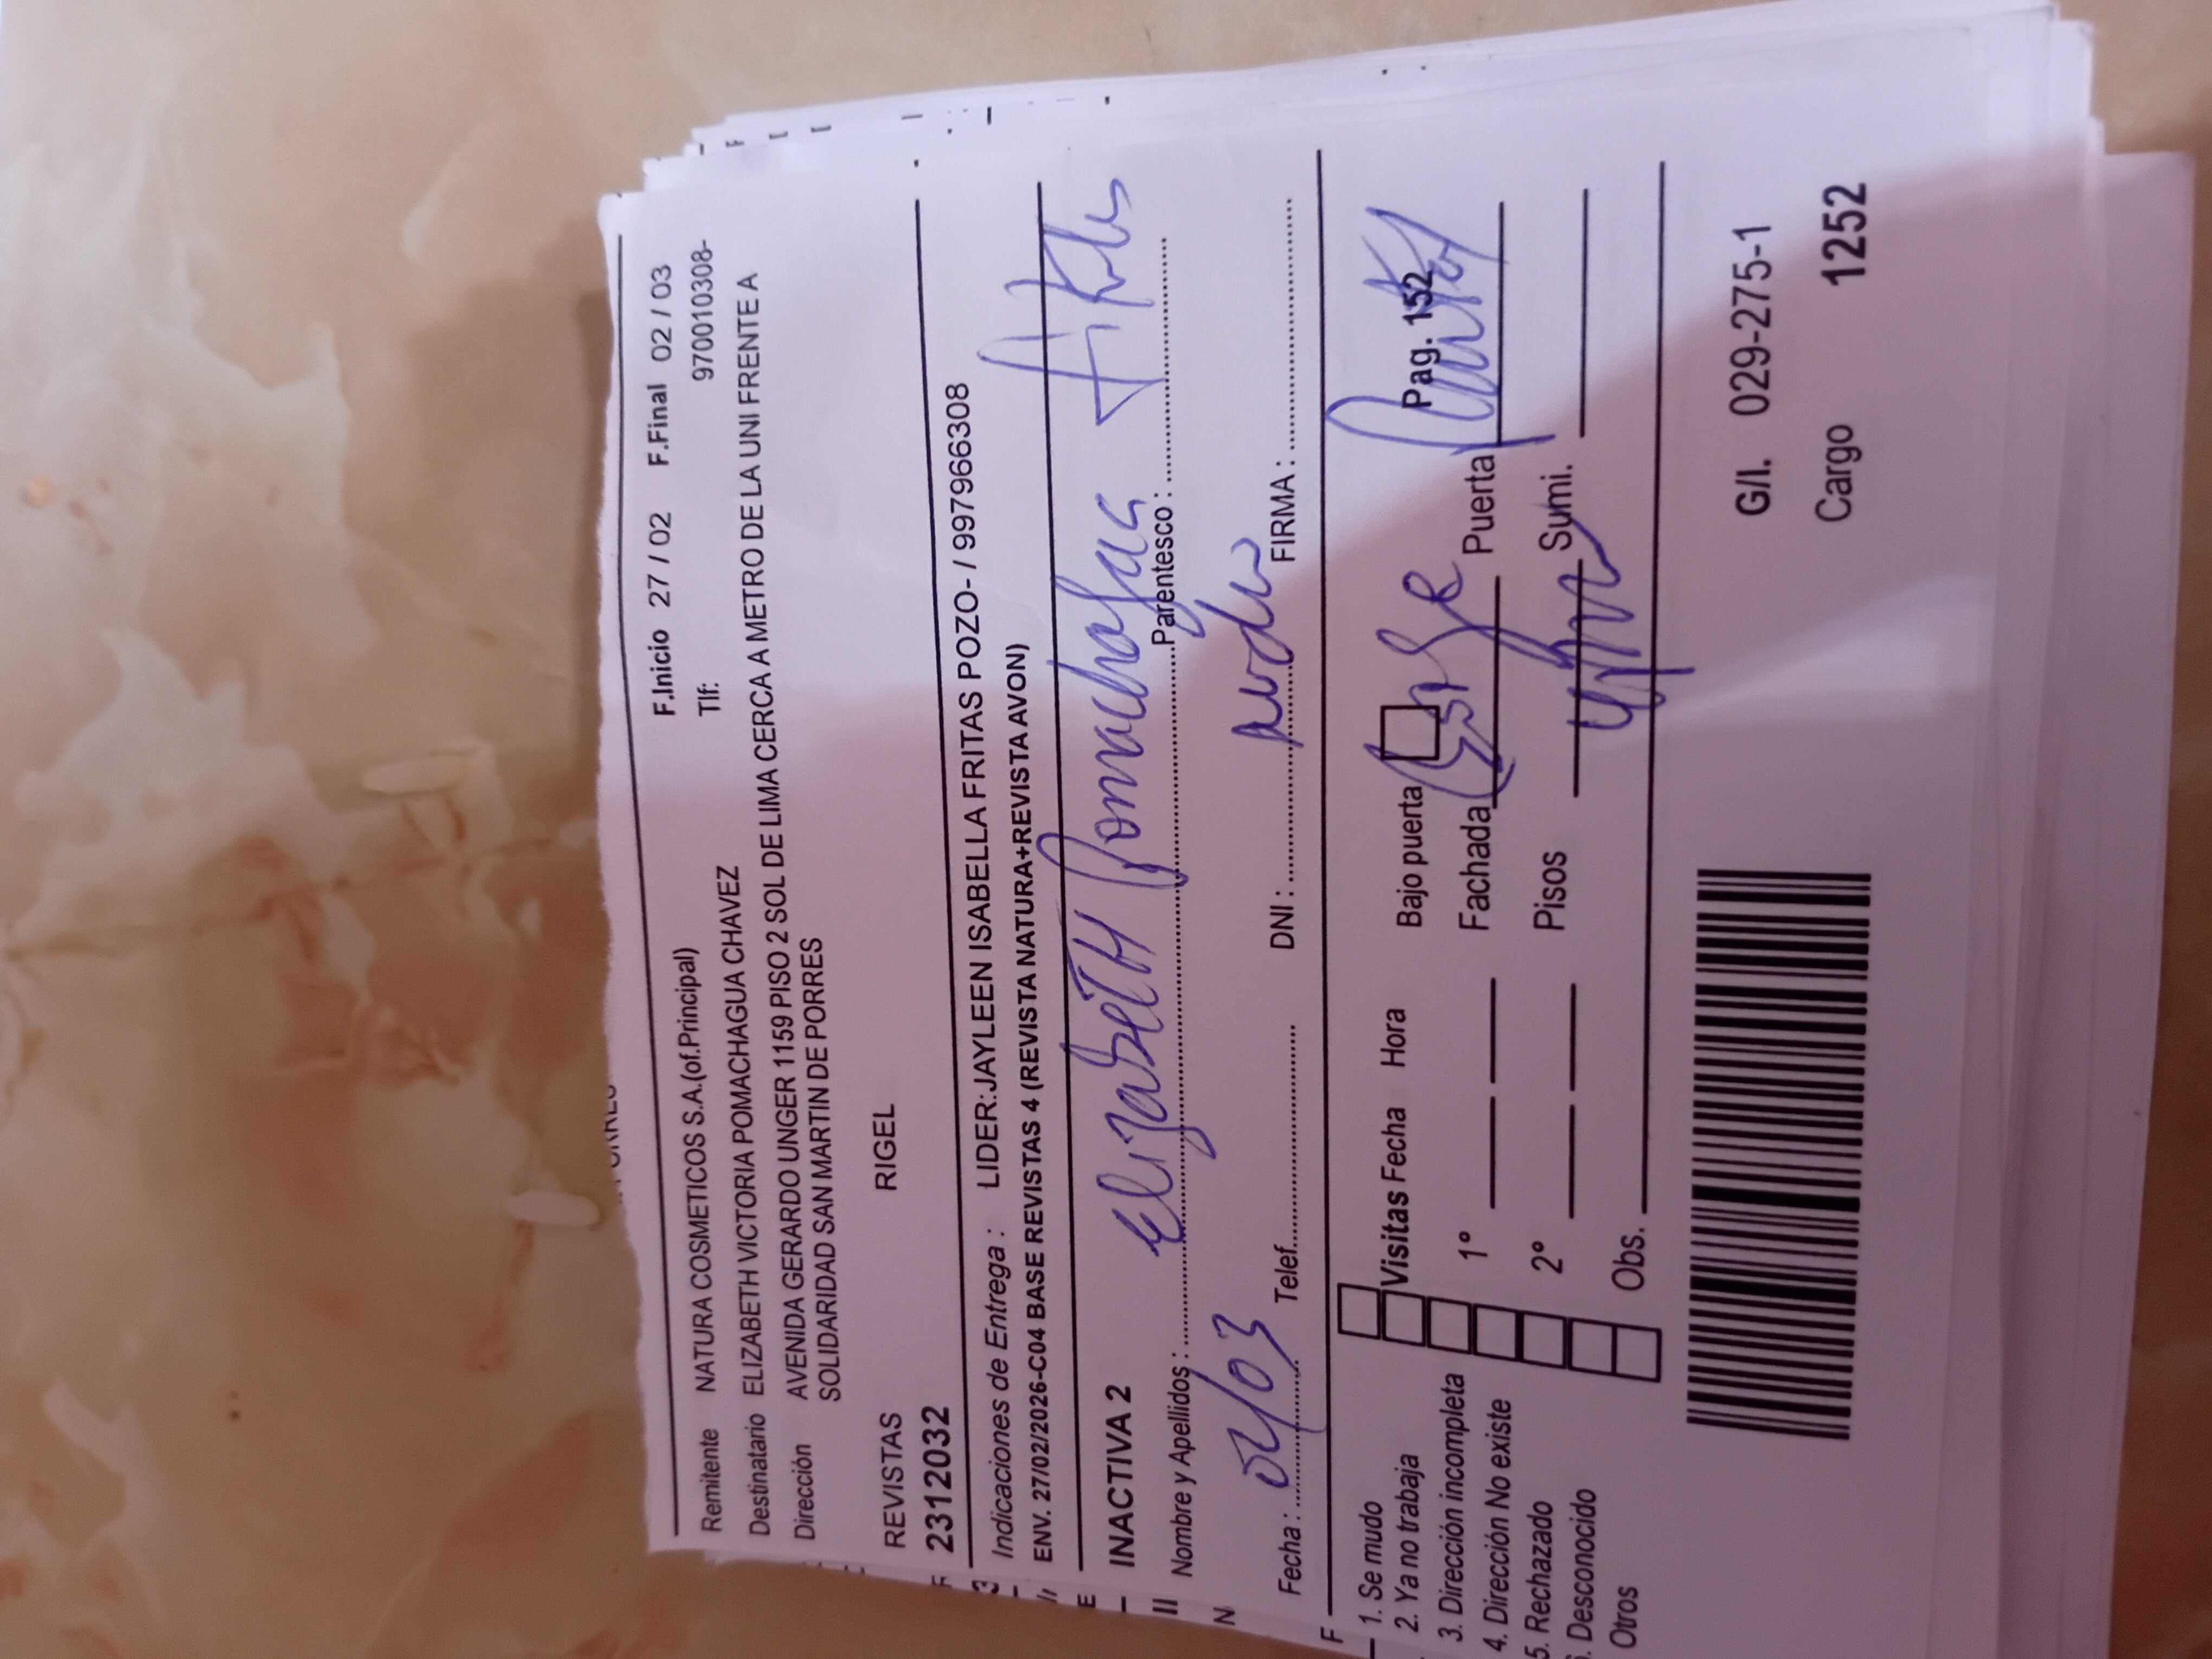 F.Inicio 27 / 02 F.Final 02 / 03
Remitente NATURA COSMETICOS S.A.(of.Principal) Tlf: 970010308-
Destinatario ELIZABETH VICTORIA POMACHAGUA CHAVEZ
Dirección AVENIDA GERARDO UNGER 1159 PISO 2 SOL DE LIMA CERCA A METRO DE LA UNI FRENTE A
SOLIDARIDAD SAN MARTIN DE PORRES
REVISTAS RIGEL
2312032
Indicaciones de Entrega : LIDER:JAYLEEN ISABELLA FRITAS POZO- / 997966308
ENV. 27/02/2026-C04 BASE REVISTAS 4 (REVISTA NATURA+REVISTA AVON)
INACTIVA 2
Nombre y Apellidos : Elizabeth Pomachagua Parentesco :
Fecha : 02/03 Telef. DNI : FIRMA :
1. Se mudo
2. Ya no trabaja
3. Dirección incompleta
4. Dirección No existe
5. Rechazado
6. Desconocido
Otros
Visitas Fecha Hora Bajo puerta Pag. 152
1° Fachada Puerta
2° Pisos Sumi.
Obs.
G/I. 029-275-1
Cargo 1252